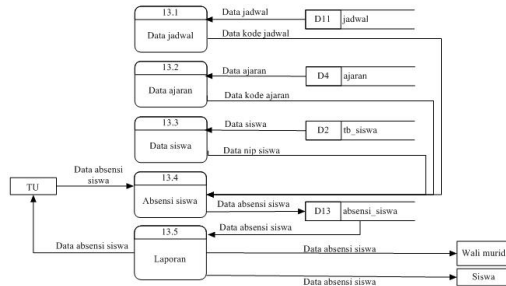 13.1
Data jadwal
Data jadwal
D11 jadwal
Data kode jadwal
13.2
Data ajaran
Data ajaran
D4 ajaran
Data kode ajaran
13.3
Data siswa
Data siswa
D2 tb_siswa
Data nip siswa
TU
Data absensi
siswa
13.4
Absensi siswa
Data absensi siswa
D13 absensi_siswa
Data absensi siswa
13.5
Laporan
Data absensi siswa
Data absensi siswa
Wali murid
Data absensi siswa
Siswa